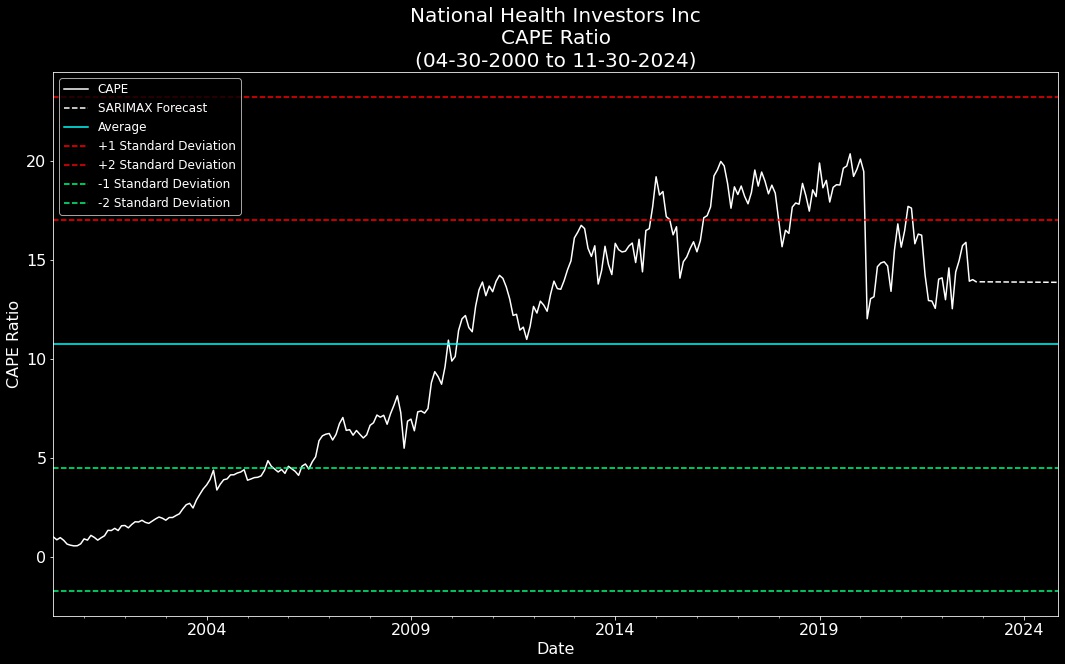 National Health Investors Inc
CAPE Ratio
(04-30-2000 to 11-30-2024)
CAPE
SARIMAX Forecast
Average
+1 Standard Deviation
+2 Standard Deviation
-1 Standard Deviation
-2 Standard Deviation
CAPE Ratio
20
15
10
5
0
2004
2009
2014
2019
2024
Date